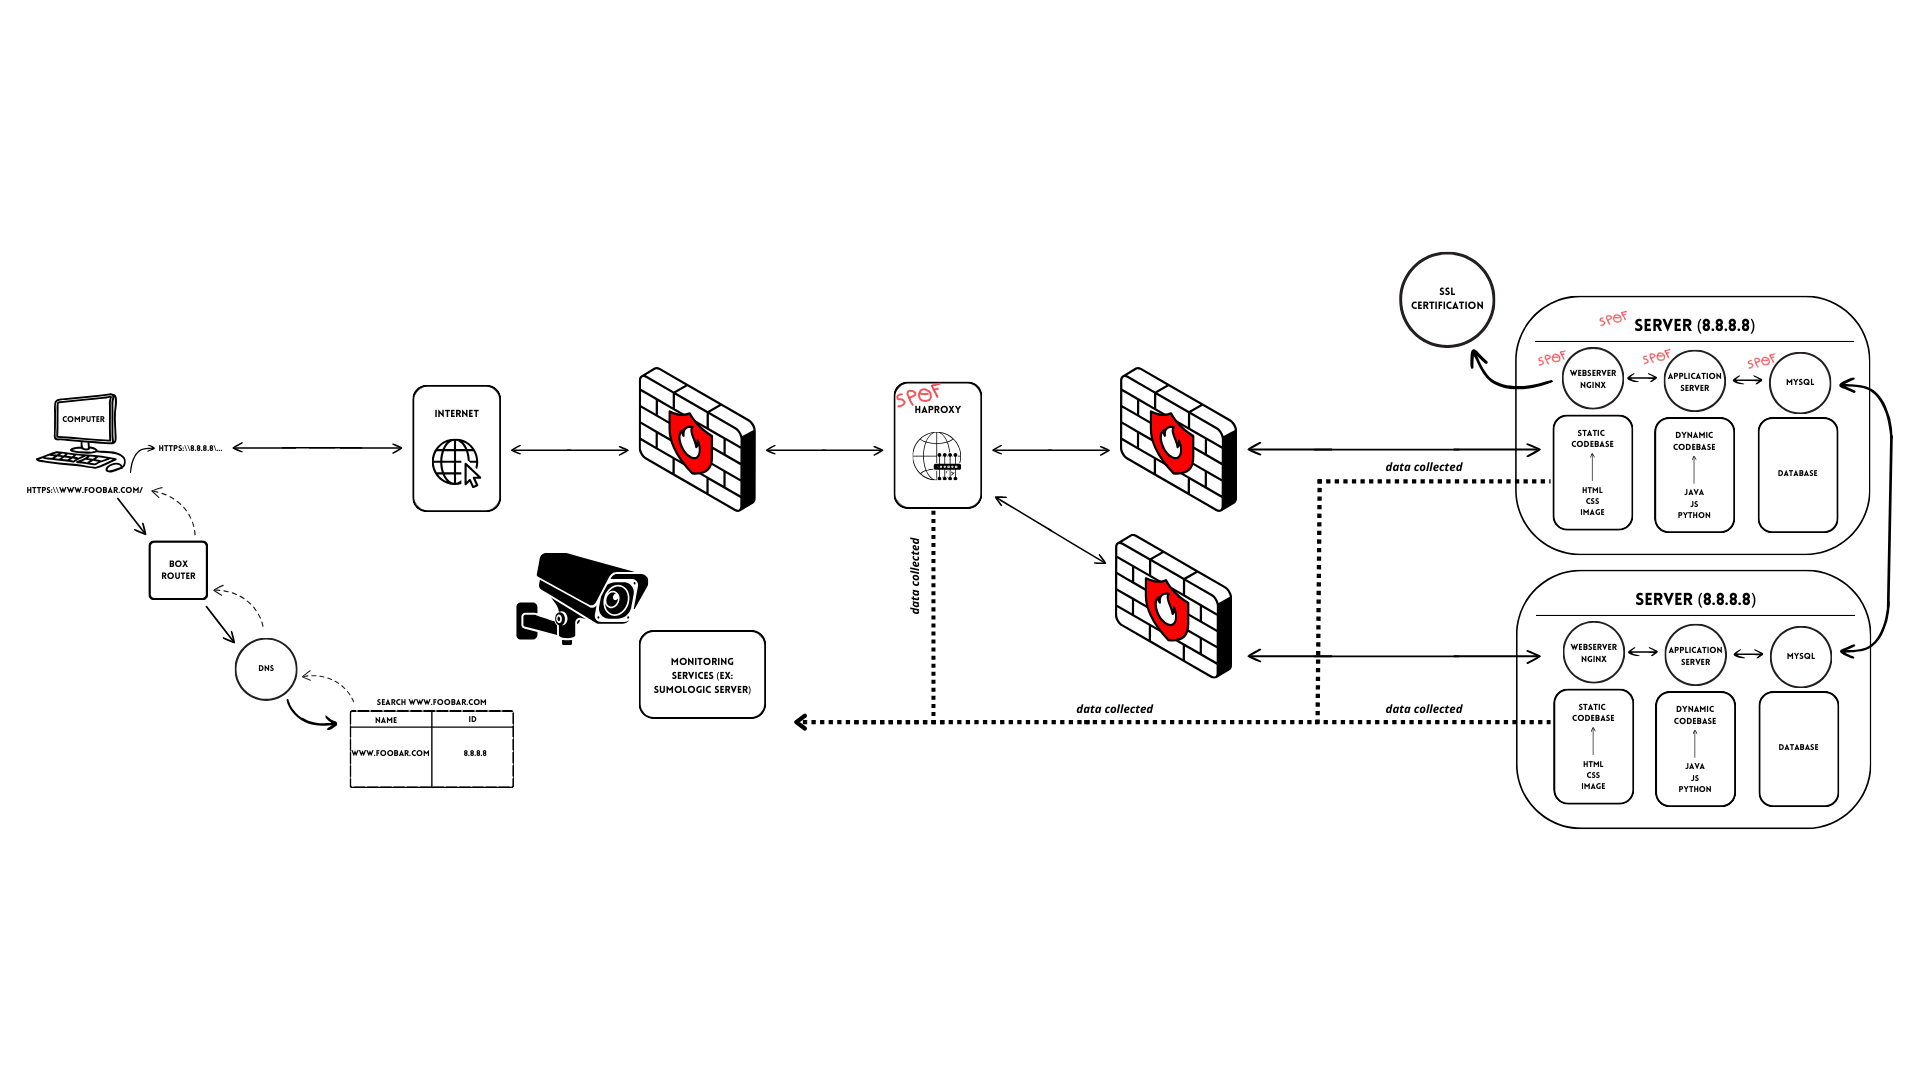 COMPUTER
HTTPS:\\8.8.8.8\...
HTTPS:\\WWW.FOOBAR.COM/
BOX
ROUTER
DNS
SEARCH WWW.FOOBAR.COM
NAME
ID
WWW.FOOBAR.COM
8.8.8.8
INTERNET
MONITORING
SERVICES (EX:
SUMOLOGIC SERVER)
SPOF
HAPROXY
data collected
data collected
data collected
data collected
SSL
CERTIFICATION
SPOF
SERVER (8.8.8.8)
SPOF
WEBSERVER
NGINX
SPOF
APPLICATION
SERVER
SPOF
MYSQL
STATIC
CODEBASE
HTML
CSS
IMAGE
DYNAMIC
CODEBASE
JAVA
JS
PYTHON
DATABASE
SERVER (8.8.8.8)
WEBSERVER
NGINX
APPLICATION
SERVER
MYSQL
STATIC
CODEBASE
HTML
CSS
IMAGE
DYNAMIC
CODEBASE
JAVA
JS
PYTHON
DATABASE